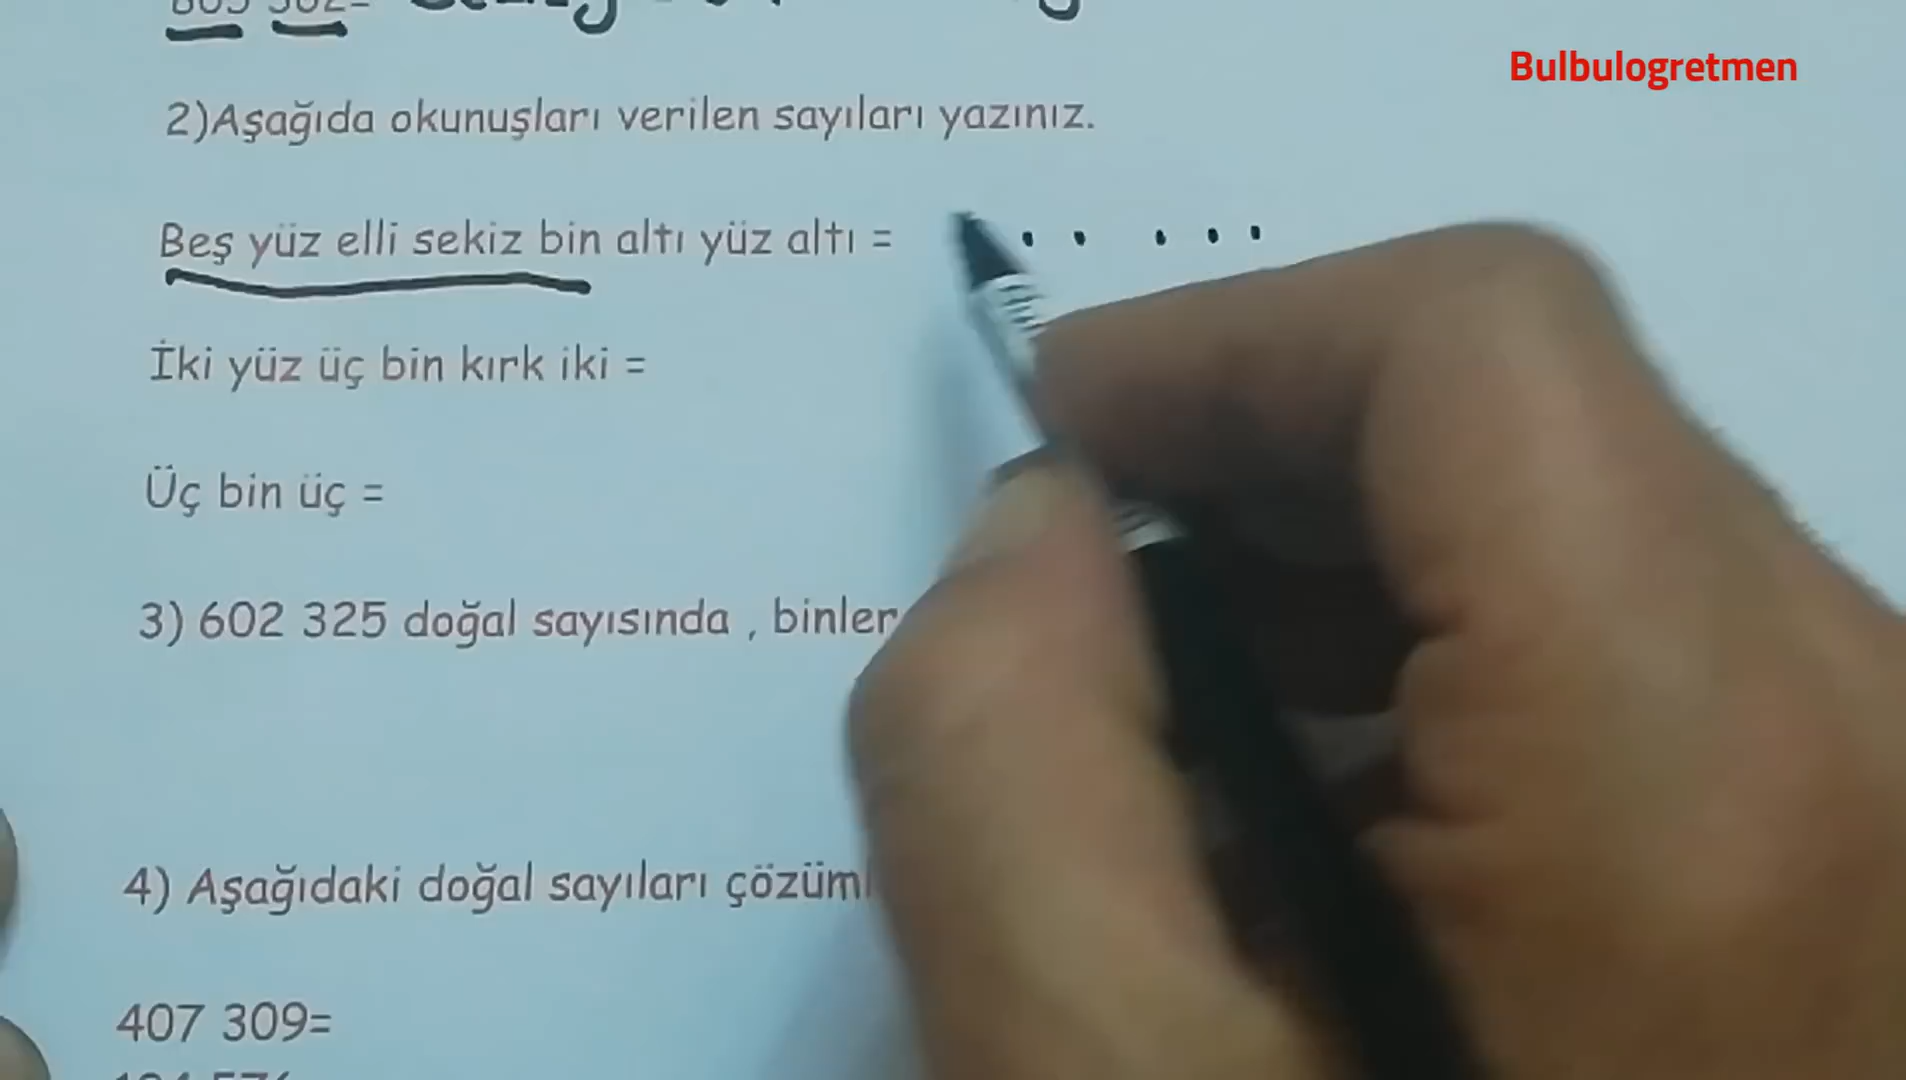 Bulbulogretmen
2)Aşağıda okunuşları verilen sayıları yazınız.
Beş yüz elli sekiz bin altı yüz altı =
İki yüz üç bin kırk iki =
Üç bin üç =
3) 602 325 doğal sayısında , binler
4) Aşağıdaki doğal sayıları çözüml
407 309=